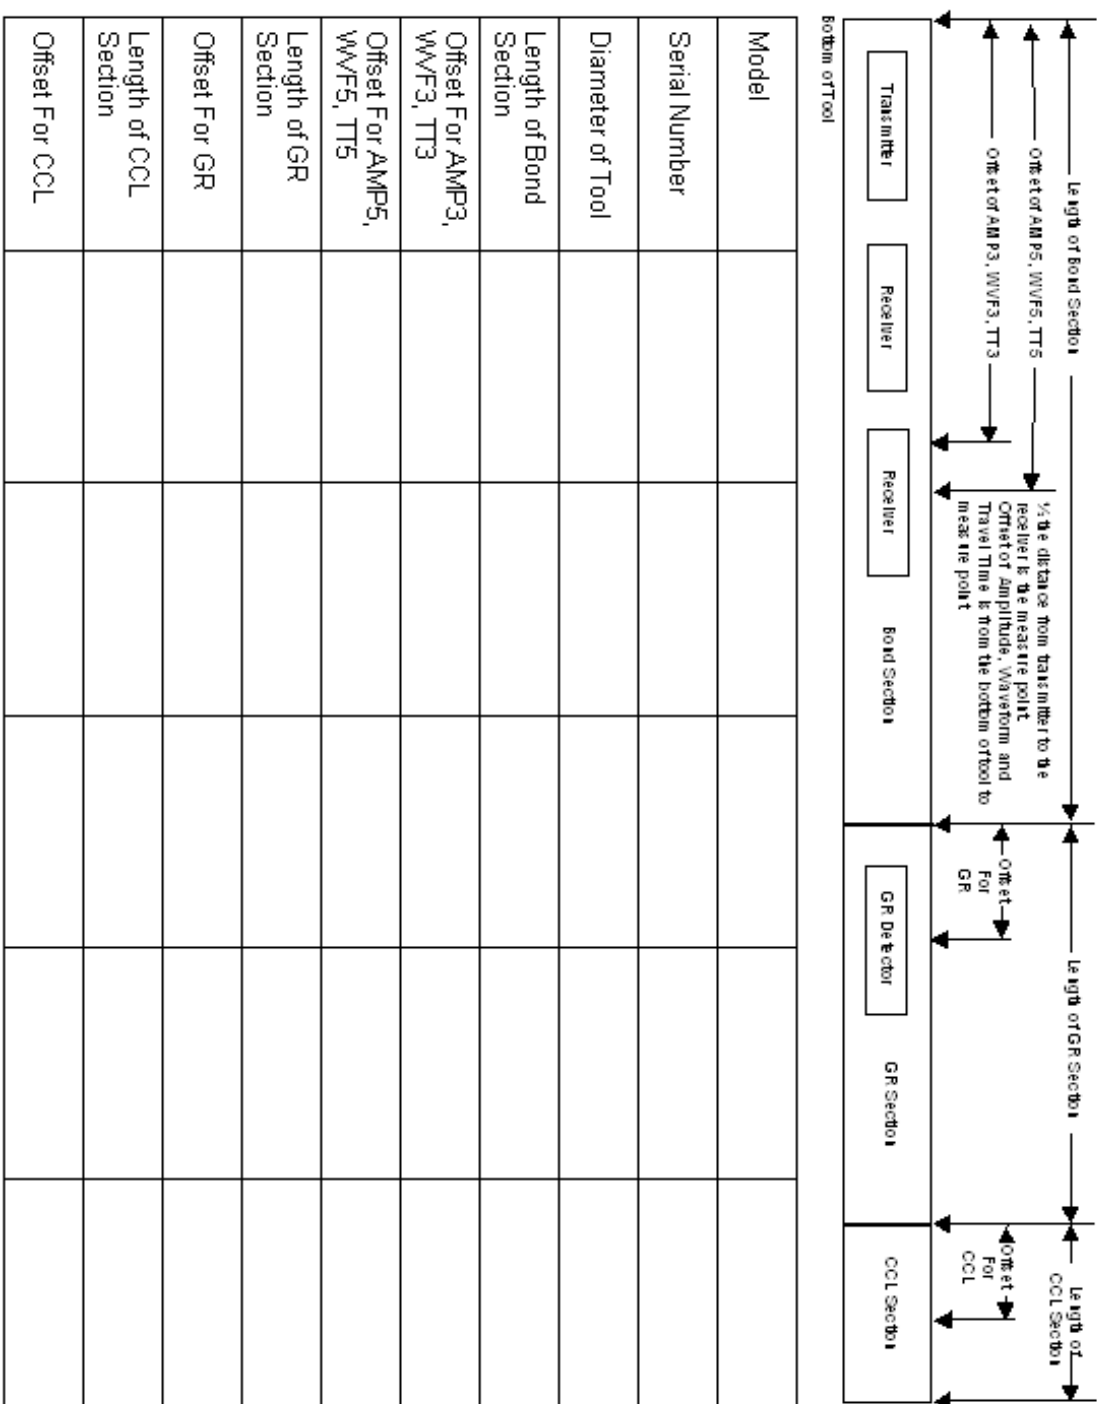 Length of Bond Section
Length of GR Section
Length of
CCL Section
Offset of AMP5, WVF5, TT5
Offset of AMP3, WVF3, TT3
½ the distance from transmitter to the
receiver is the measure point.
Offset of Amplitude, Waveform and
Travel Time is from the bottom of tool to
measure point
Offset
For
GR
Offset
For
CCL
Transmitter
Receiver
Receiver
Bond Section
GR Detector
GR Section
CCL Section
Bottom of Tool
Model
Serial Number
Diameter of Tool
Length of Bond
Section
Offset For AMP3,
WVF3, TT3
Offset For AMP5,
WVF5, TT5
Length of GR
Section
Offset For GR
Length of CCL
Section
Offset For CCL